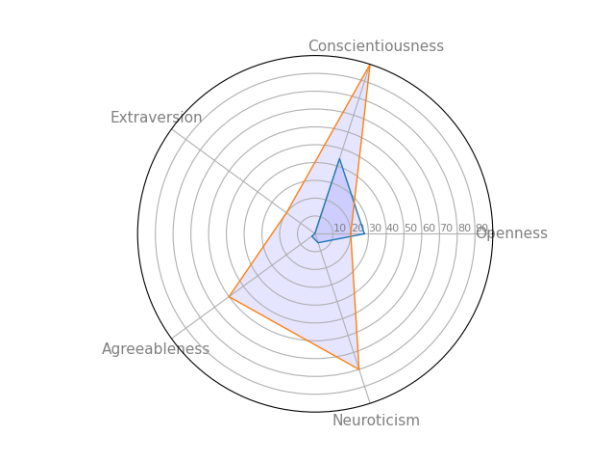 Conscientiousness
Extraversion
10 20 30 40 50 60 70 80 90
Openness
Agreeableness
Neuroticism